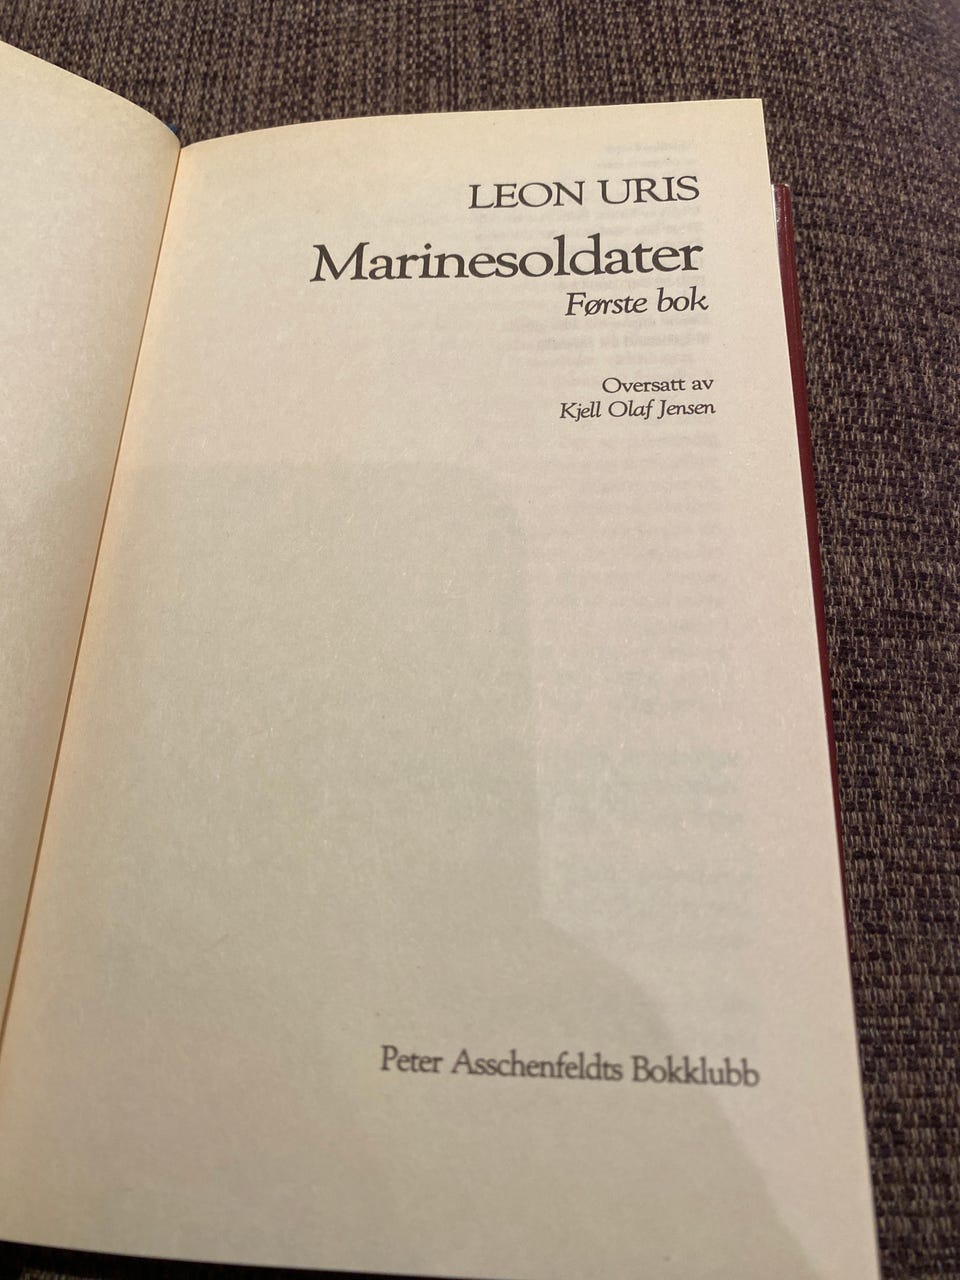 LEON URIS
Marinesoldater
Første bok
Oversatt av
Kjell Olaf Jensen
Peter Asschenfeldts Bokklubb